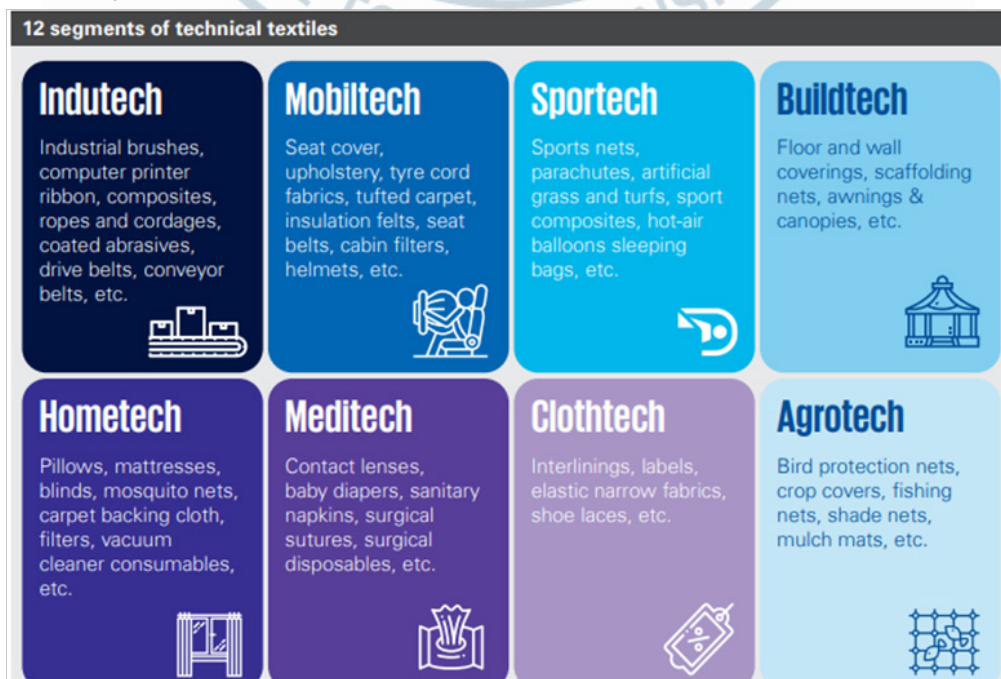 12 segments of technical textiles
Indutech
Industrial brushes,
computer printer
ribbon, composites,
ropes and cordages,
coated abrasives,
drive belts, conveyor
belts, etc.
Mobiltech
Seat cover,
upholstery, tyre cord
fabrics, tufted carpet,
insulation felts, seat
belts, cabin filters,
helmets, etc.
Sportech
Sports nets,
parachutes, artificial
grass and turfs, sport
composites, hot-air
balloons sleeping
bags, etc.
Buildtech
Floor and wall
coverings, scaffolding
nets, awnings &
canopies, etc.
Hometech
Pillows, mattresses,
blinds, mosquito nets,
carpet backing cloth,
filters, vacuum
cleaner consumables,
etc.
Meditech
Contact lenses,
baby diapers, sanitary
napkins, surgical
sutures, surgical
disposables, etc.
Clothtech
Interlinings, labels,
elastic narrow fabrics,
shoe laces, etc.
%
Agrotech
Bird protection nets,
crop covers, fishing
nets, shade nets,
mulch mats, etc.